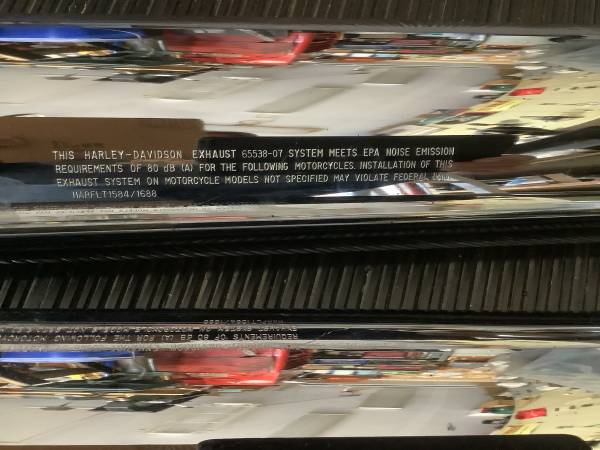 THIS HARLEY-DAVIDSON EXHAUST 65538-07 SYSTEM MEETS EPA NOISE EMISSION
REQUIREMENTS OF 80 dB (A) FOR THE FOLLOWING MOTORCYCLES. INSTALLATION OF THIS
EXHAUST SYSTEM ON MOTORCYCLE MODELS NOT SPECIFIED MAY VIOLATE FEDERAL
HARFLT1584/1688